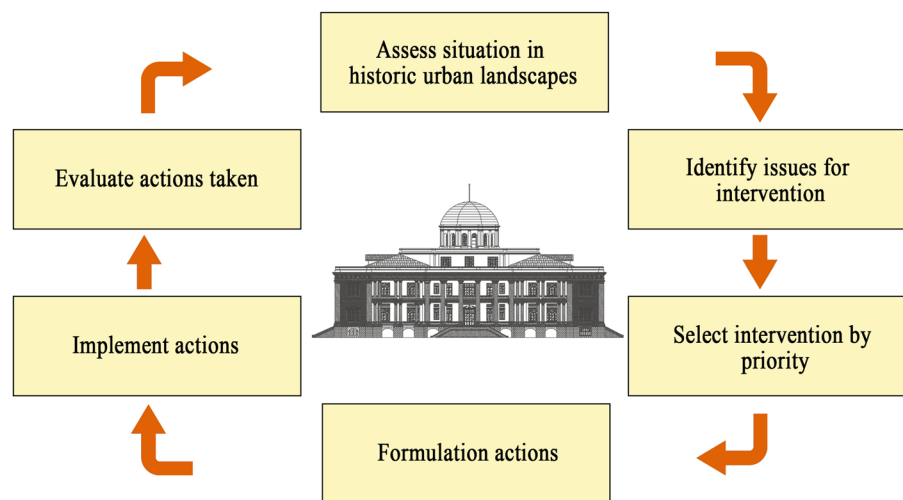 Assess situation in
historic urban landscapes
Identify issues for
intervention
Select intervention by
priority
Formulation actions
Implement actions
Evaluate actions taken